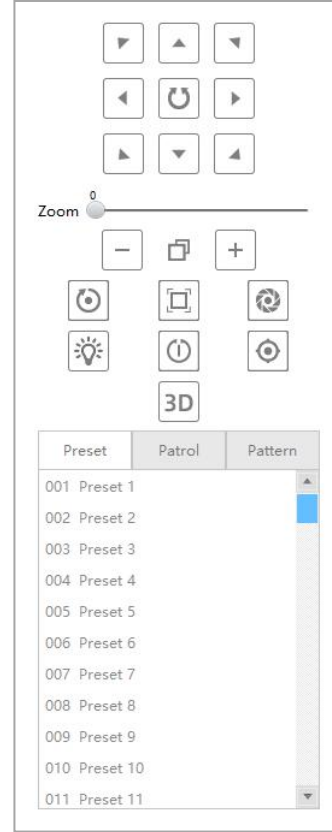 0
Zoom
3D
Preset Patrol Pattern
001 Preset 1
002 Preset 2
003 Preset 3
004 Preset 4
005 Preset 5
006 Preset 6
007 Preset 7
008 Preset 8
009 Preset 9
010 Preset 10
011 Preset 11